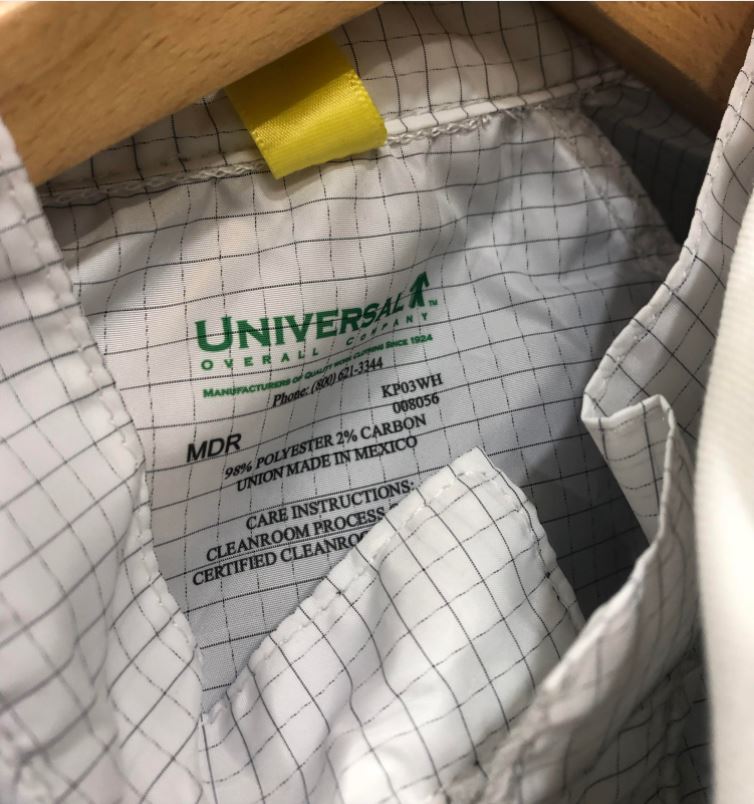 UNIVERSAL TM
OVERALL COMPANY
MANUFACTURERS OF QUALITY WORK CLOTHING SINCE 1924
Phone: (800) 621-3344
KP03WH
008056
MDR
98% POLYESTER 2% CARBON
UNION MADE IN MEXICO
CARE INSTRUCTIONS:
CLEANROOM PROCESS
CERTIFIED